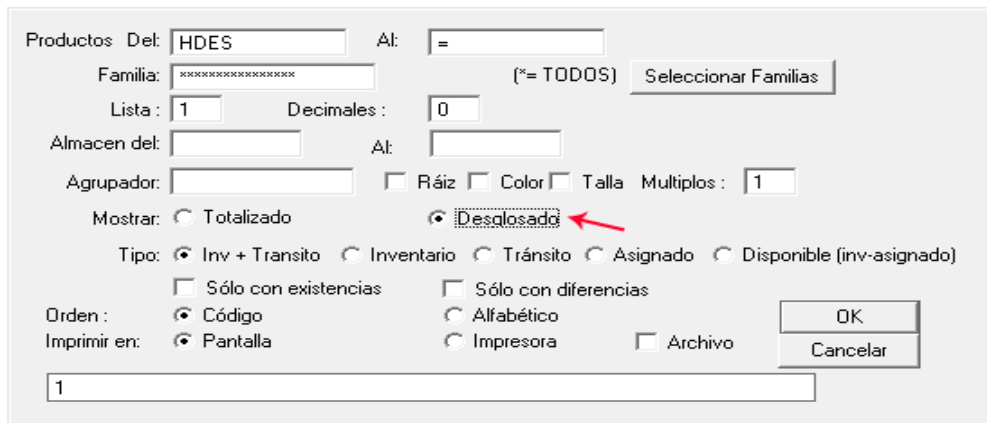 Productos Del: HDES Al: =
Familia: **************** (*= TODOS) Seleccionar Familias
Lista : 1 Decimales : 0
Almacen del: Al:
Agrupador: Ráiz Color Talla Multiplos : 1
Mostrar: Totalizado Desglosado
Tipo: Inv + Transito Inventario Tránsito Asignado Disponible (inv-asignado)
Sólo con existencias Sólo con diferencias
Orden : Código Alfabético OK
Imprimir en: Pantalla Impresora Archivo Cancelar
1